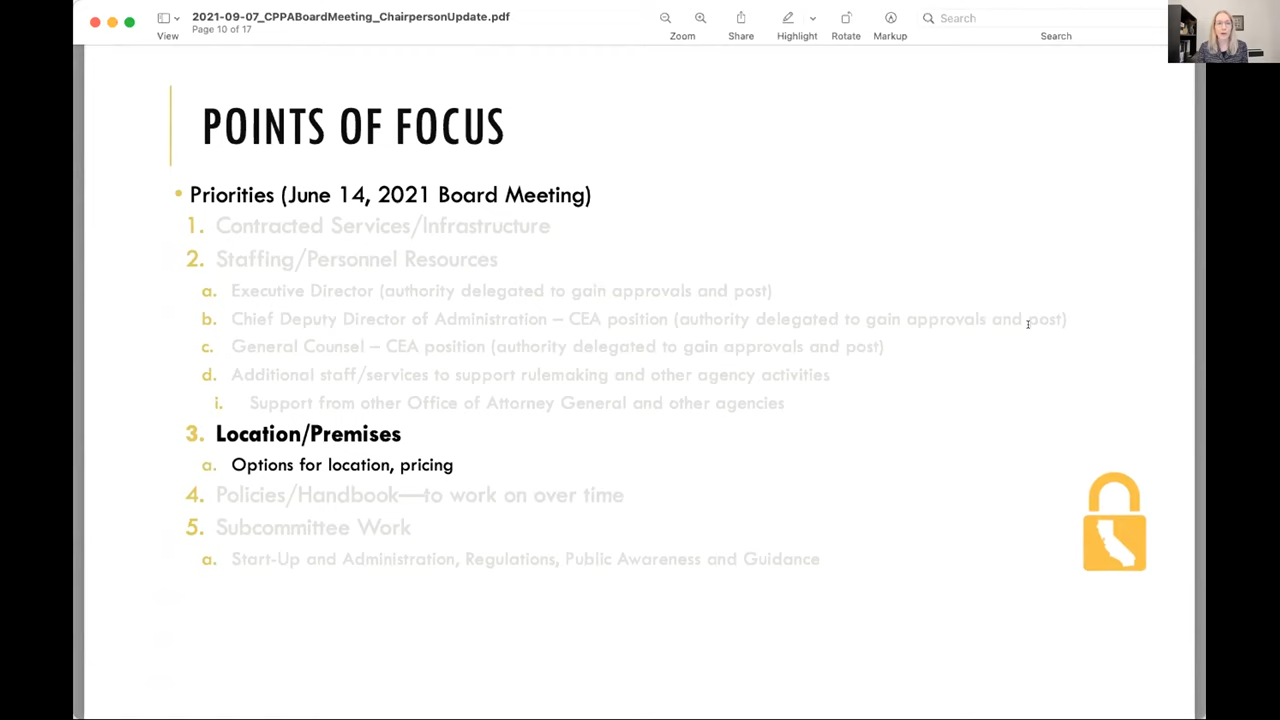 2021-09-07_CPPABoardMeeting_ChairpersonUpdate.pdf
Page 10 of 17
View
Zoom
Share
Highlight
Rotate
Markup
Search
Search
POINTS OF FOCUS
• Priorities (June 14, 2021 Board Meeting)
1. Contracted Services/Infrastructure
2. Staffing/Personnel Resources
a. Executive Director (authority delegated to gain approvals and post)
b. Chief Deputy Director of Administration – CEA position (authority delegated to gain approvals and post)
c. General Counsel – CEA position (authority delegated to gain approvals and post)
d. Additional staff/services to support rulemaking and other agency activities
i. Support from other Office of Attorney General and other agencies
3. Location/Premises
a. Options for location, pricing
4. Policies/Handbook—to work on over time
5. Subcommittee Work
a. Start-Up and Administration, Regulations, Public Awareness and Guidance